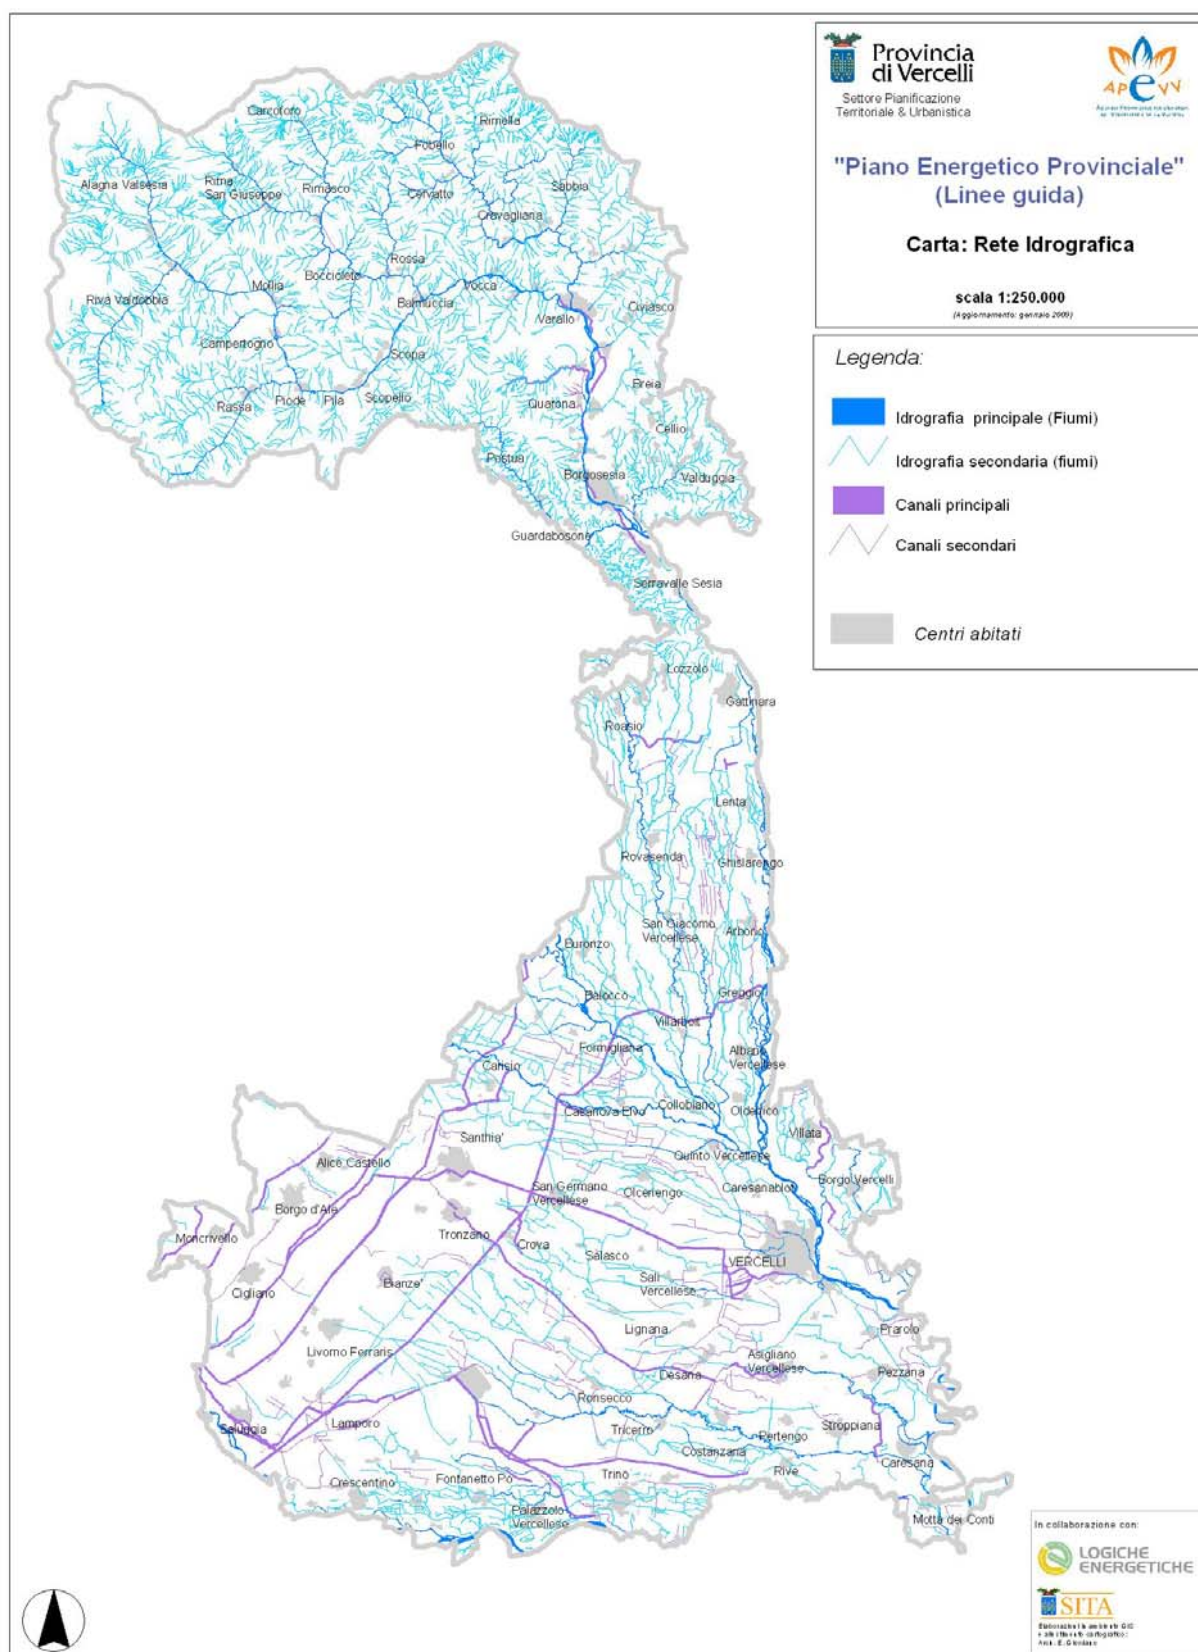 Provincia
di Vercelli
Settore Pianificazione
Territoriale & Urbanistica
APEVV
"Piano Energetico Provinciale"
(Linee guida)
Carta: Rete Idrografica
scala 1:250.000
(Aggiornamento: gennaio 2009)
Legenda:
Idrografia principale (Fiumi)
Idrografia secondaria (fiumi)
Canali principali
Canali secondari
Centri abitati
Carcoforo
Rimella
Fobello
Alagna Valsesia
Rima
San Giuseppe
Rimasco
Cervatto
Sabbia
Cravagliana
Rossa
Boccioleto
Mollia
Vocca
Riva Valdobbia
Balmuccia
Civiasco
Varallo
Campertogno
Scopa
Breia
Rassa
Piode
Pila
Scopello
Quarona
Cellio
Postua
Borgosesia
Valduggia
Guardabosone
Serravalle Sesia
Lozzolo
Gattinara
Roasio
Lenta
Rovasenda
Ghislarengo
San Giacomo
Vercellese
Arborio
Buronzo
Balocco
Greggio
Villarboit
Formigliana
Albano
Vercellese
Carisio
Casanova Elvo
Collobiano
Oldenico
Villata
Santhia'
Quinto Vercellese
Alice Castello
Borgo Vercelli
San Germano
Vercellese
Olcenengo
Caresanablot
Borgo d'Ale
Moncrivello
Tronzano
Crova
Salasco
VERCELLI
Bianze'
Sali
Vercellese
Cigliano
Lignana
Prarolo
Livorno Ferraris
Asigliano
Vercellese
Desana
Pezzana
Ronsecco
Saluggia
Lamporo
Tricerro
Stroppiana
Pertengo
Costanzana
Caresana
Rive
Trino
Fontanetto Po
Crescentino
Palazzolo
Vercellese
Motta dei Conti
In collaborazione con:
LOGICHE
ENERGETICHE
SITA